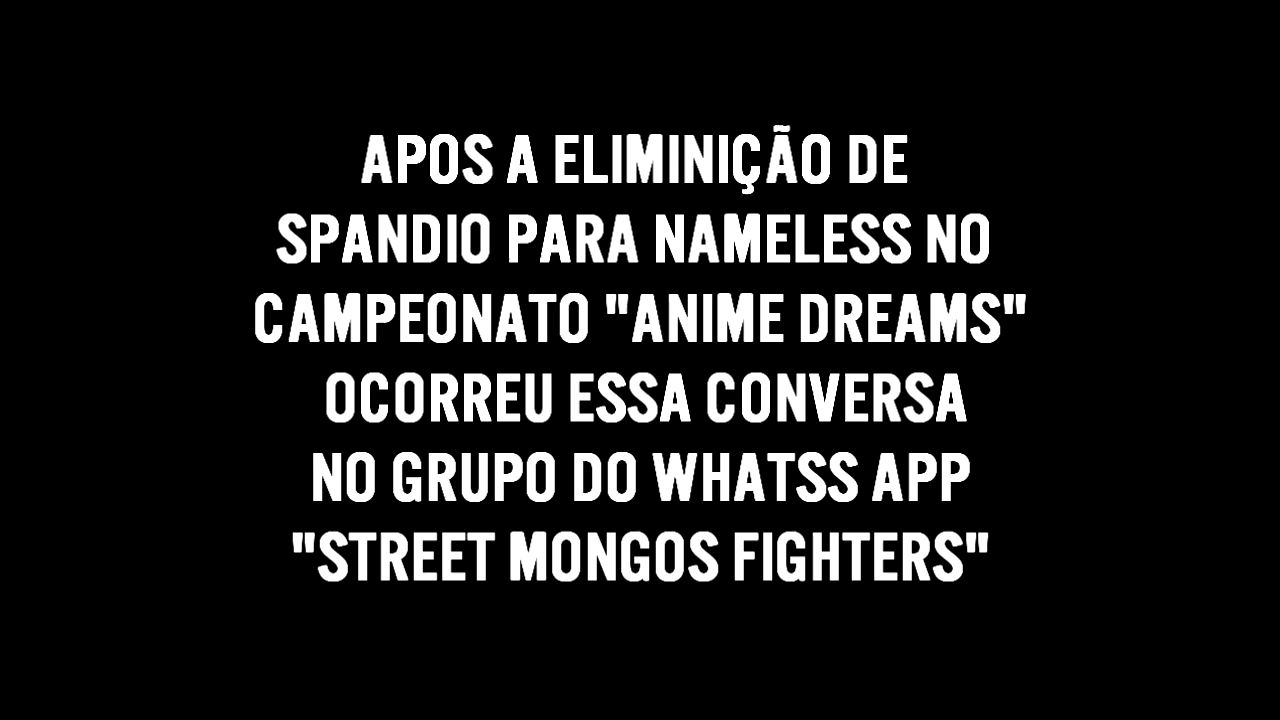 APOS A ELIMINIÇÃO DE
SPANDIO PARA NAMELESS NO
CAMPEONATO "ANIME DREAMS"
OCORREU ESSA CONVERSA
NO GRUPO DO WHATSS APP
"STREET MONGOS FIGHTERS"